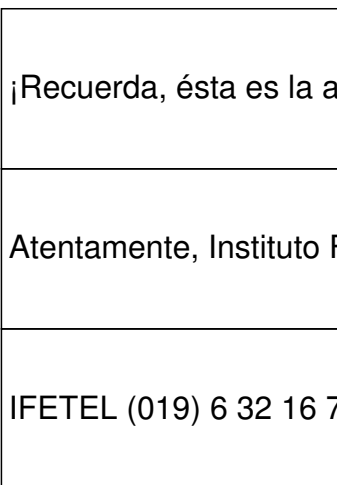 ¡Recuerda, ésta es la
Atentamente, Instituto
IFETEL (019) 6 32 16